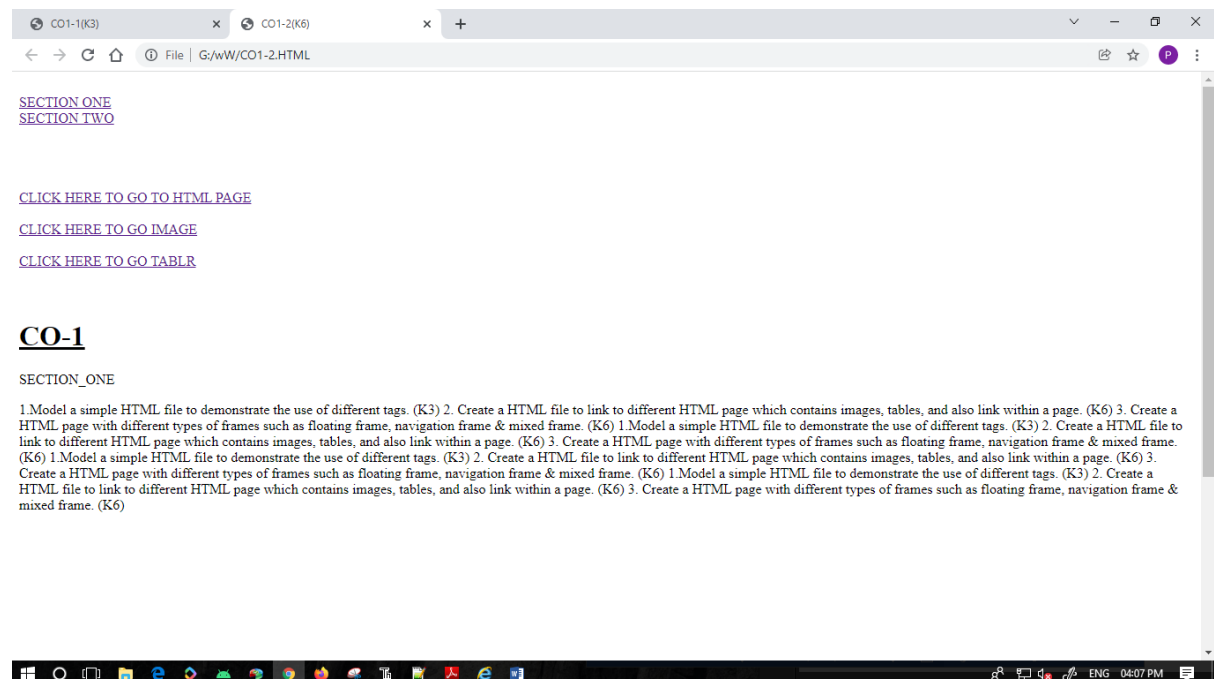 CO1-1(K3)
CO1-2(K6)
File
G:/wW/CO1-2.HTML
P
SECTION ONE
SECTION TWO
CLICK HERE TO GO TO HTML PAGE
CLICK HERE TO GO IMAGE
CLICK HERE TO GO TABLR
CO-1
SECTION_ONE
1.Model a simple HTML file to demonstrate the use of different tags. (K3) 2. Create a HTML file to link to different HTML page which contains images, tables, and also link within a page. (K6) 3. Create a
HTML page with different types of frames such as floating frame, navigation frame & mixed frame. (K6) 1.Model a simple HTML file to demonstrate the use of different tags. (K3) 2. Create a HTML file to
link to different HTML page which contains images, tables, and also link within a page. (K6) 3. Create a HTML page with different types of frames such as floating frame, navigation frame & mixed frame.
(K6) 1.Model a simple HTML file to demonstrate the use of different tags. (K3) 2. Create a HTML file to link to different HTML page which contains images, tables, and also link within a page. (K6) 3.
Create a HTML page with different types of frames such as floating frame, navigation frame & mixed frame. (K6) 1.Model a simple HTML file to demonstrate the use of different tags. (K3) 2. Create a
HTML file to link to different HTML page which contains images, tables, and also link within a page. (K6) 3. Create a HTML page with different types of frames such as floating frame, navigation frame &
mixed frame. (K6)
ENG 04:07 PM